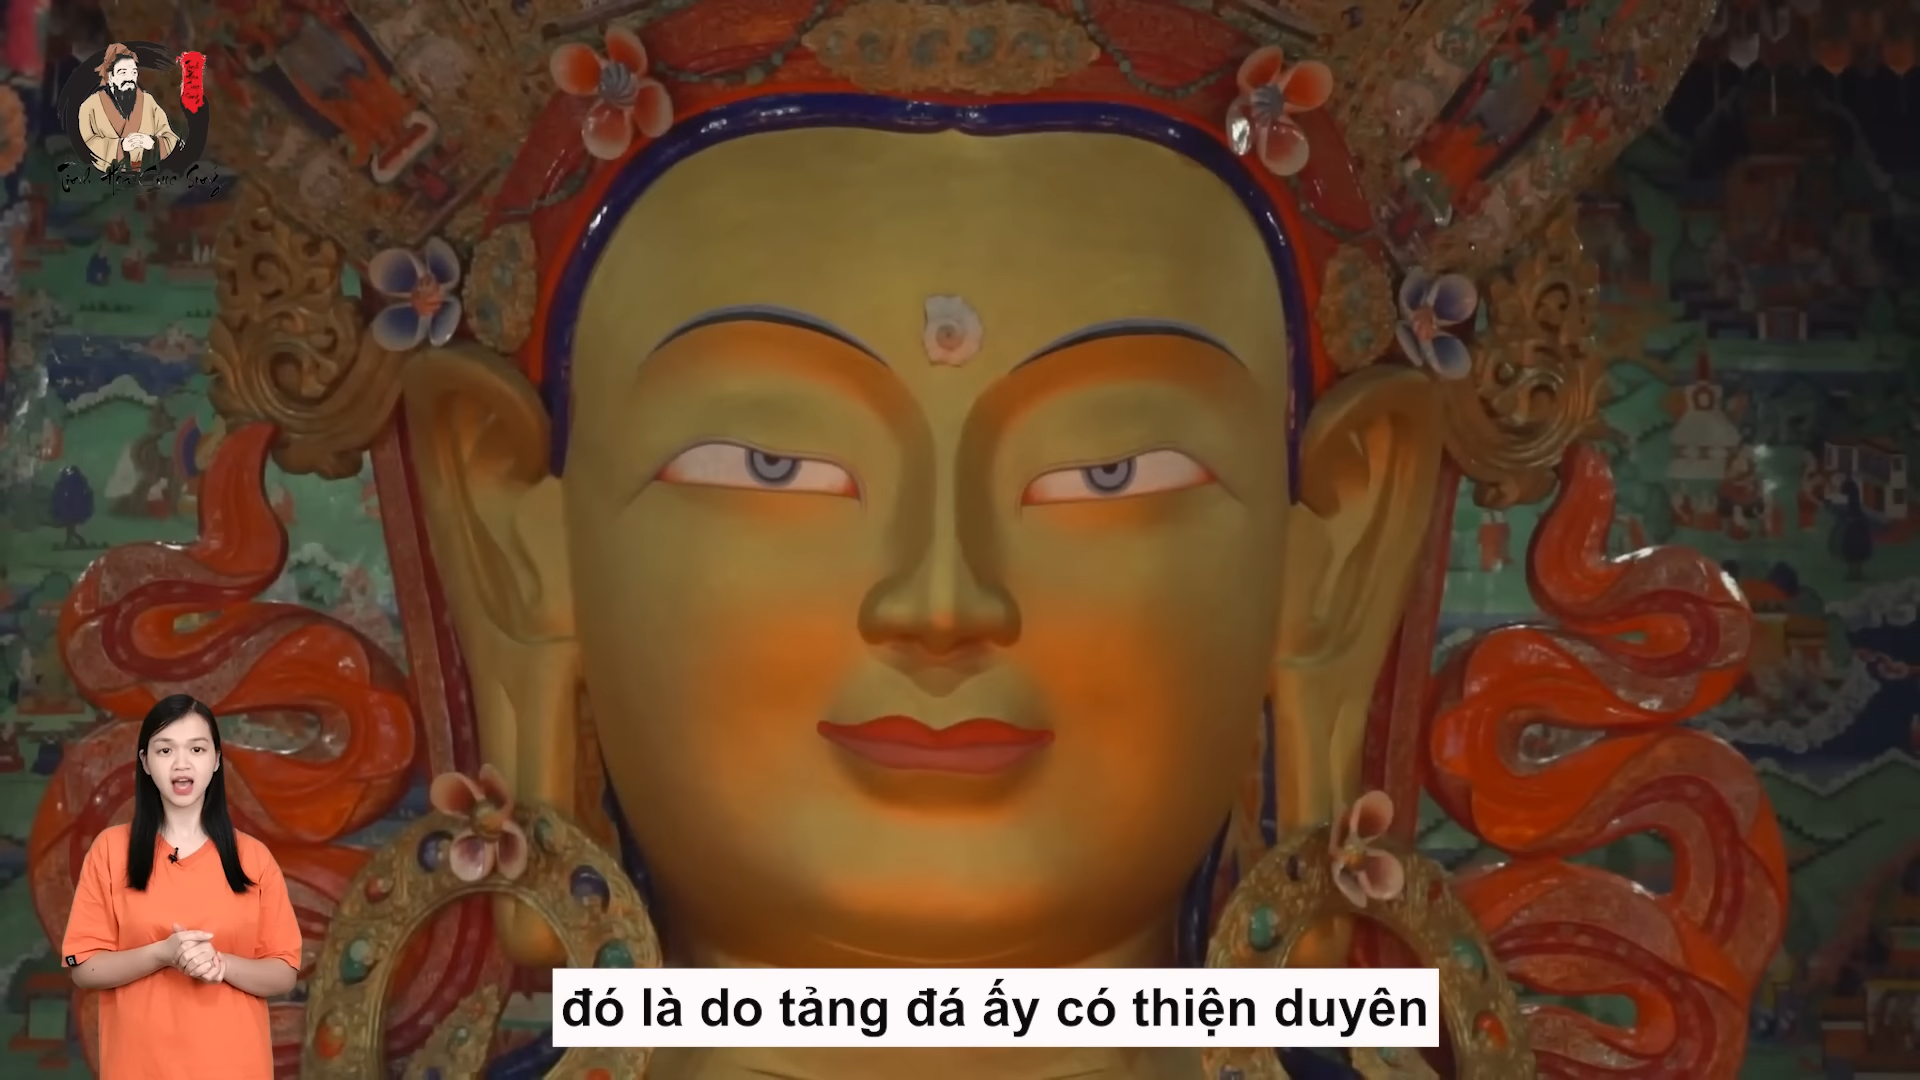 đó là do tảng đá ấy có thiện duyên